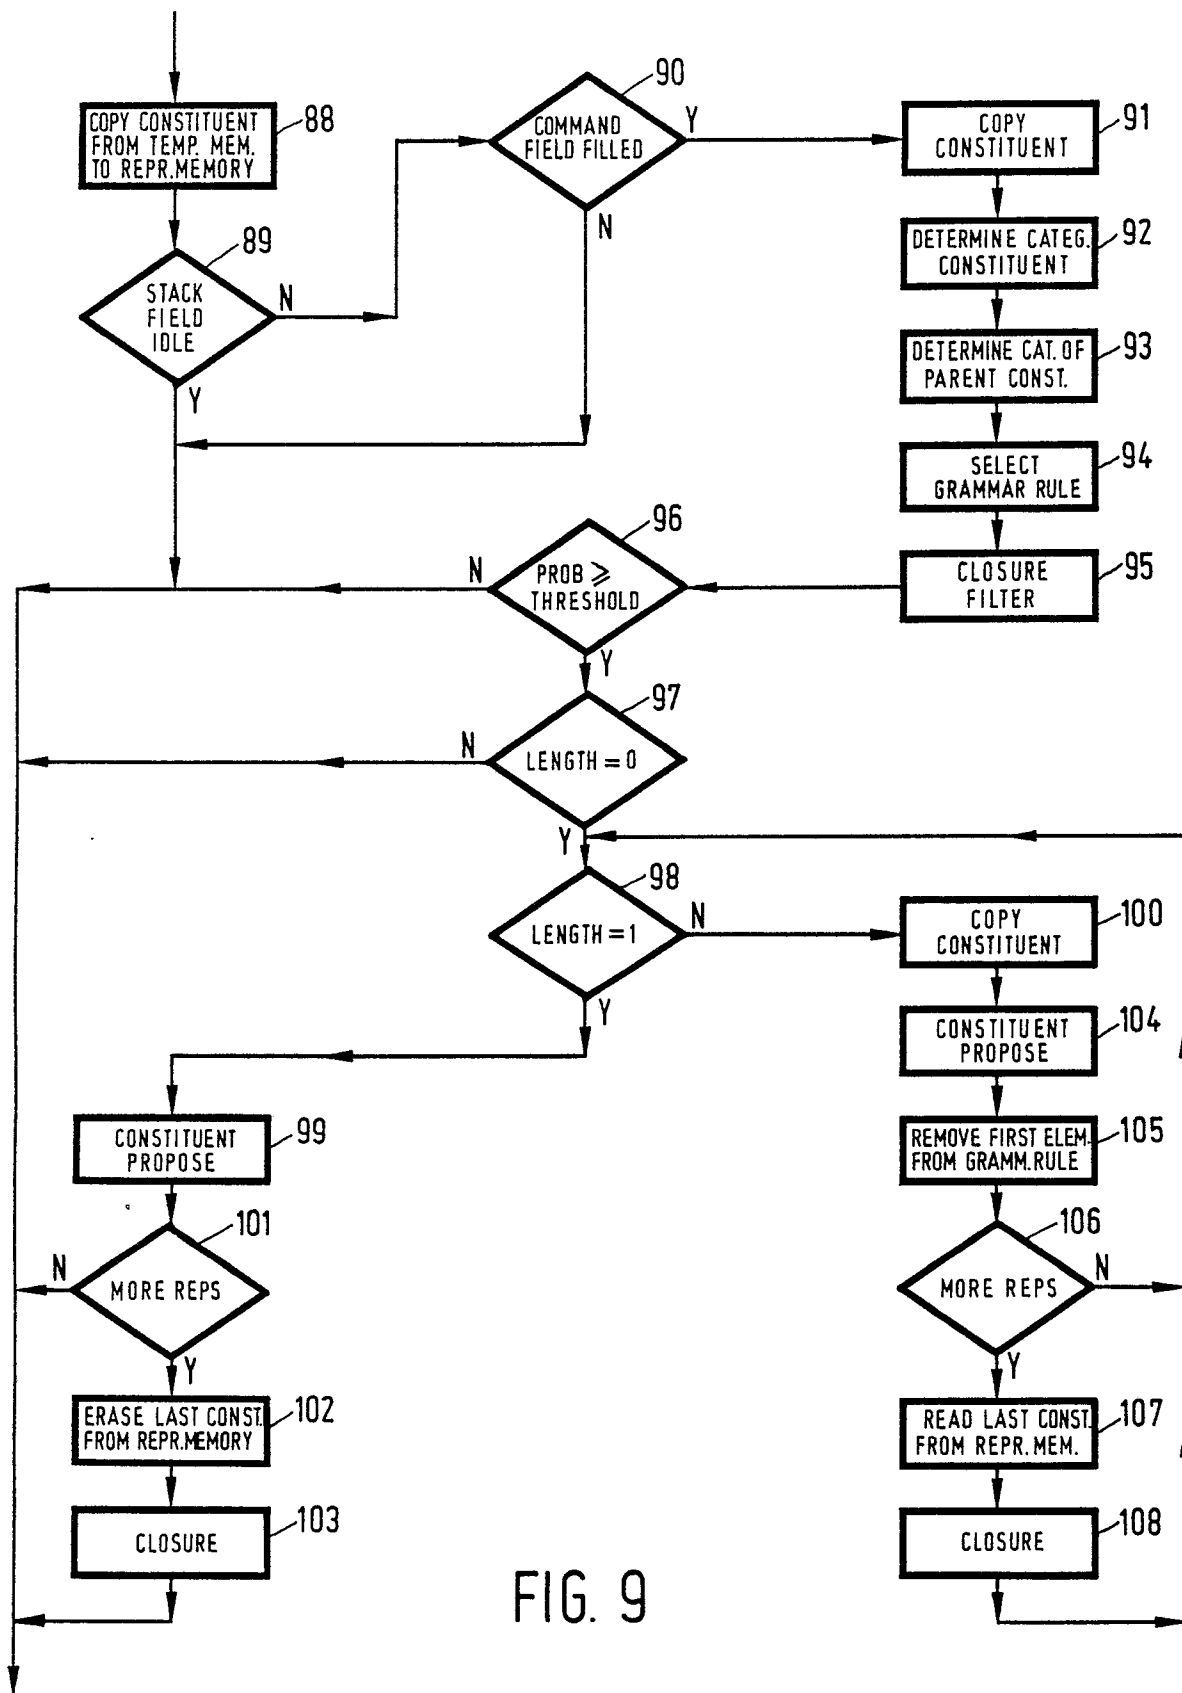 88
COPY CONSTITUENT
FROM TEMP. MEM.
TO REPR.MEMORY
89
STACK
FIELD
IDLE
N
Y
90
COMMAND
FIELD FILLED
Y
N
91
COPY
CONSTITUENT
92
DETERMINE CATEG.
CONSTITUENT
93
DETERMINE CAT. OF
PARENT CONST.
94
SELECT
GRAMMAR RULE
95
CLOSURE
FILTER
96
PROB ⩾
THRESHOLD
N
Y
97
LENGTH = 0
N
Y
98
LENGTH = 1
N
Y
99
CONSTITUENT
PROPOSE
101
MORE REPS
N
Y
102
ERASE LAST CONST.
FROM REPR.MEMORY
103
CLOSURE
100
COPY
CONSTITUENT
104
CONSTITUENT
PROPOSE
105
REMOVE FIRST ELEM.
FROM GRAMM.RULE
106
MORE REPS
N
Y
107
READ LAST CONST.
FROM REPR. MEM.
108
CLOSURE
FIG. 9